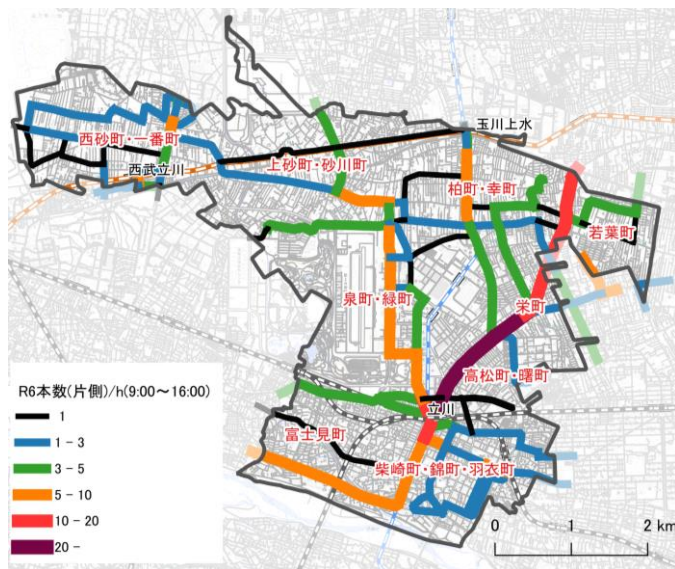 玉川上水
西砂町・一番町
西武立川
上砂町・砂川町
柏町・幸町
若葉町
泉町・緑町
栄町
高松町・曙町
R6本数(片側)/h(9:00～16:00)
1
1 - 3
3 - 5
5 - 10
10 - 20
20 -
立川
富士見町
柴崎町・錦町・羽衣町
0 1 2 km